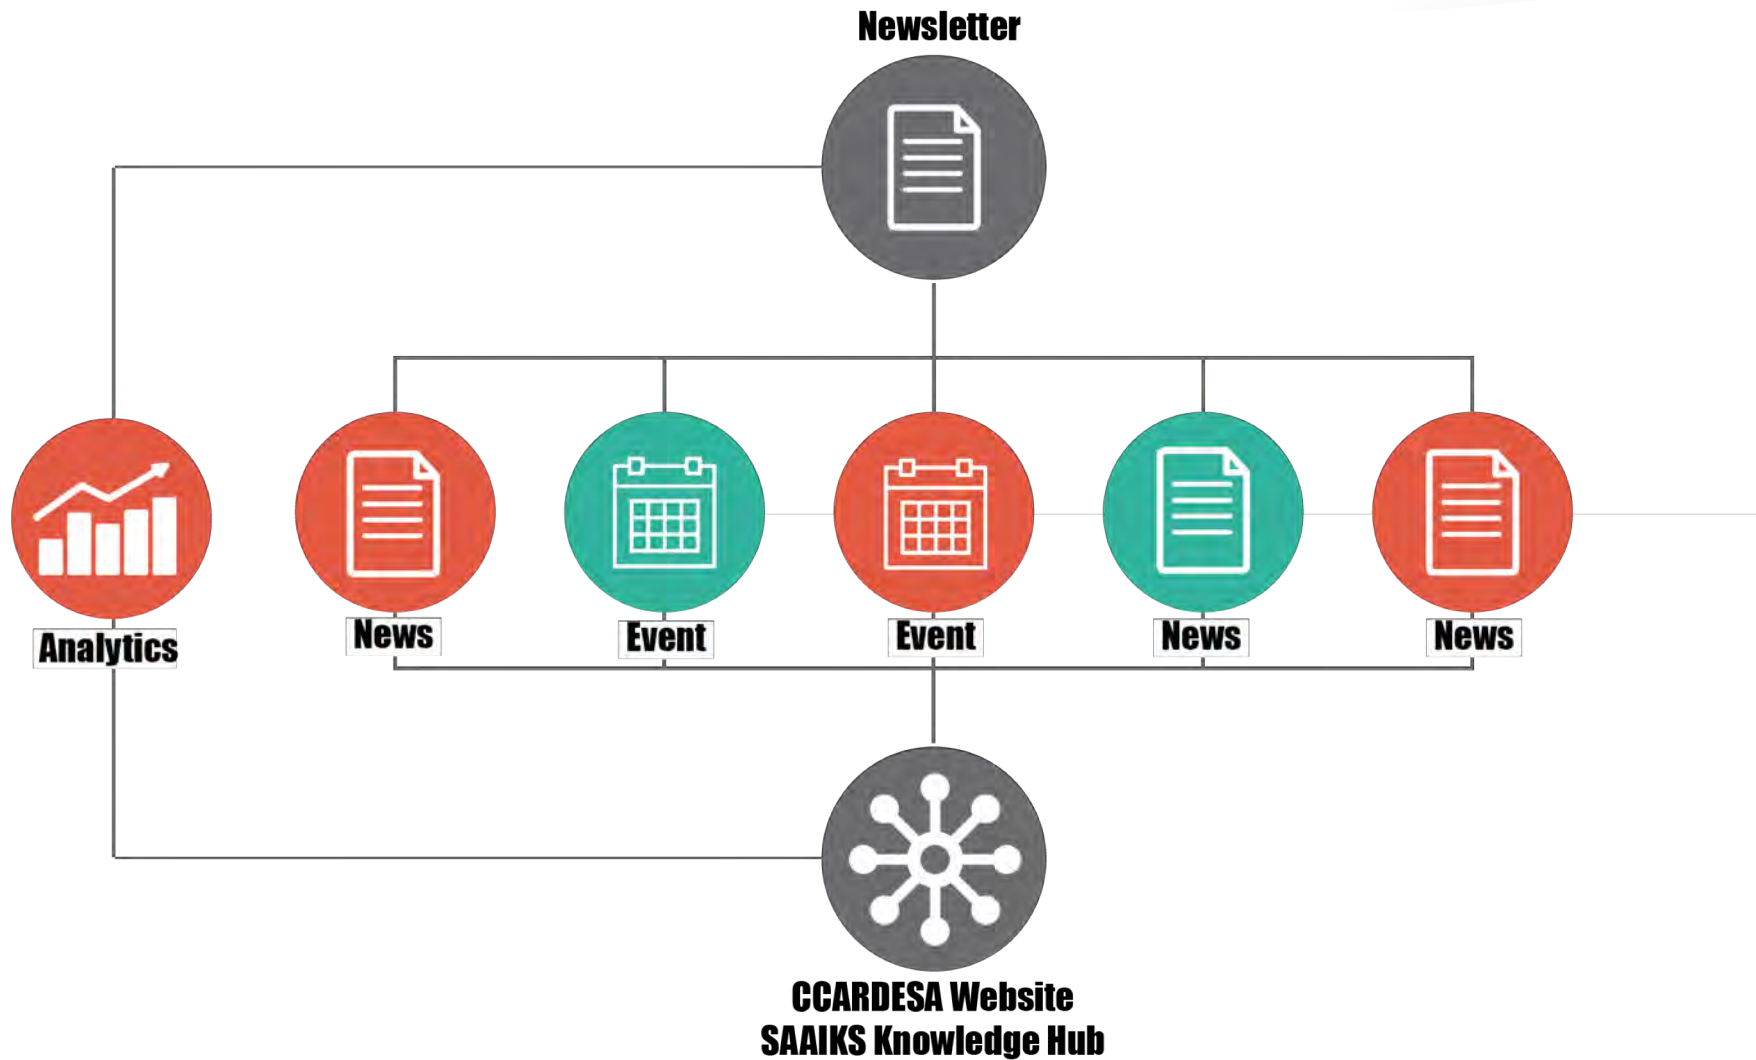 Newsletter
Analytics
News
Event
Event
News
News
CCARDESA Website
SAAIKS Knowledge Hub